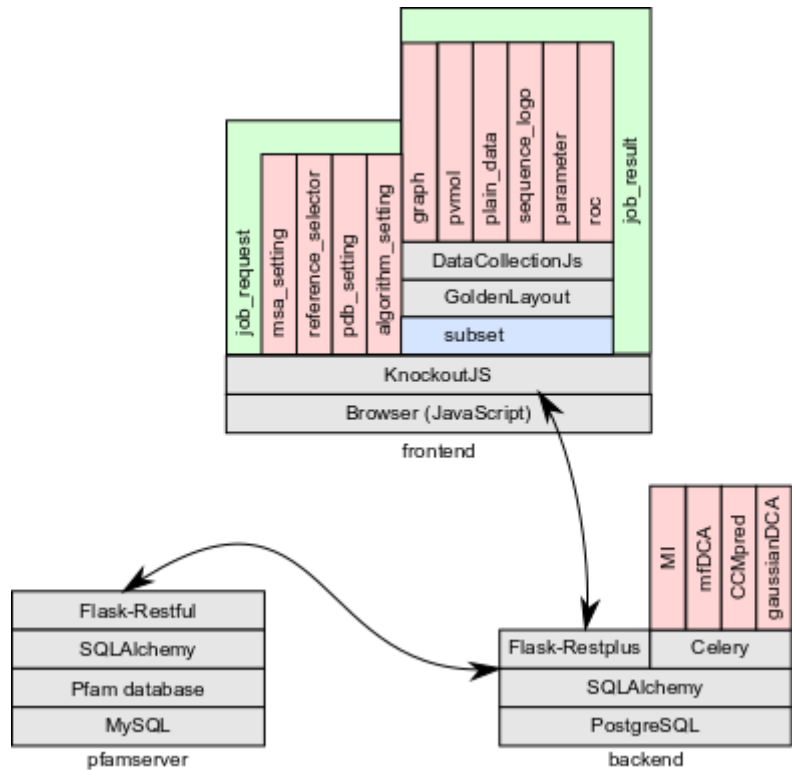 job_request
msa_setting
reference_selector
pdb_setting
algorithm_setting
graph
pvmol
plain_data
sequence_logo
parameter
roc
job_result
DataCollectionJs
GoldenLayout
subset
KnockoutJS
Browser (JavaScript)
frontend
MI
mfDCA
CCMpred
gaussianDCA
Flask-Restful
SQLAlchemy
Pfam database
MySQL
pfamserver
Flask-Restplus
Celery
SQLAlchemy
PostgreSQL
backend